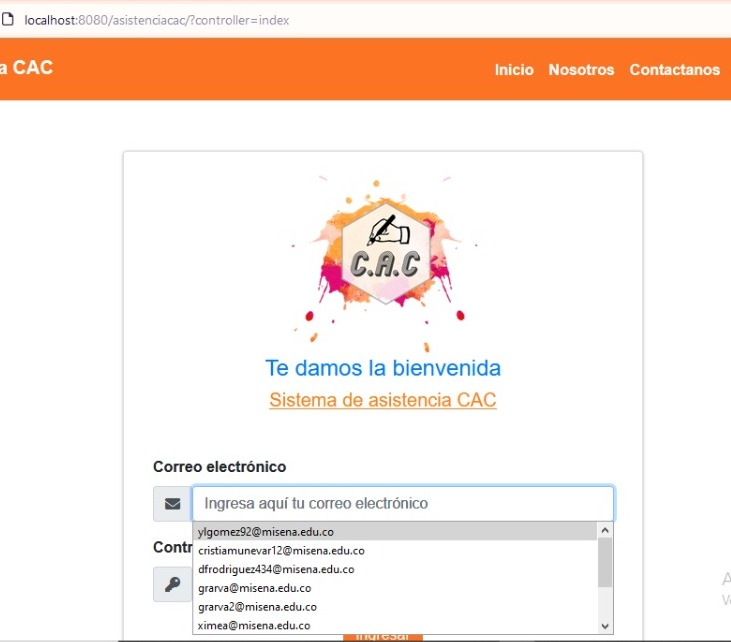 localhost:8080/asistenciacac/?controller=index
a CAC
Inicio Nosotros Contactanos
C.A.C
Te damos la bienvenida
Sistema de asistencia CAC
Correo electrónico
Ingresa aquí tu correo electrónico
ylgomez92@misena.edu.co
Contr
cristiamunevar12@misena.edu.co
dfrodriguez434@misena.edu.co
grarva@misena.edu.co
grarva2@misena.edu.co
ximea@misena.edu.co
Ingresar